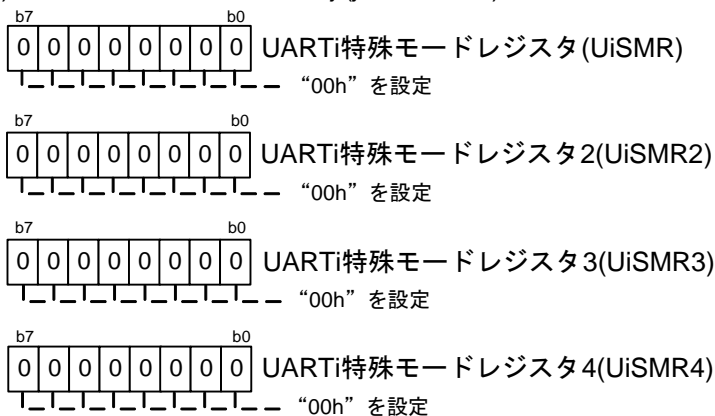 b7 b0
0 0 0 0 0 0 0 0 UARTi特殊モードレジスタ(UiSMR)
“00h”を設定
b7 b0
0 0 0 0 0 0 0 0 UARTi特殊モードレジスタ2(UiSMR2)
“00h”を設定
b7 b0
0 0 0 0 0 0 0 0 UARTi特殊モードレジスタ3(UiSMR3)
“00h”を設定
b7 b0
0 0 0 0 0 0 0 0 UARTi特殊モードレジスタ4(UiSMR4)
“00h”を設定